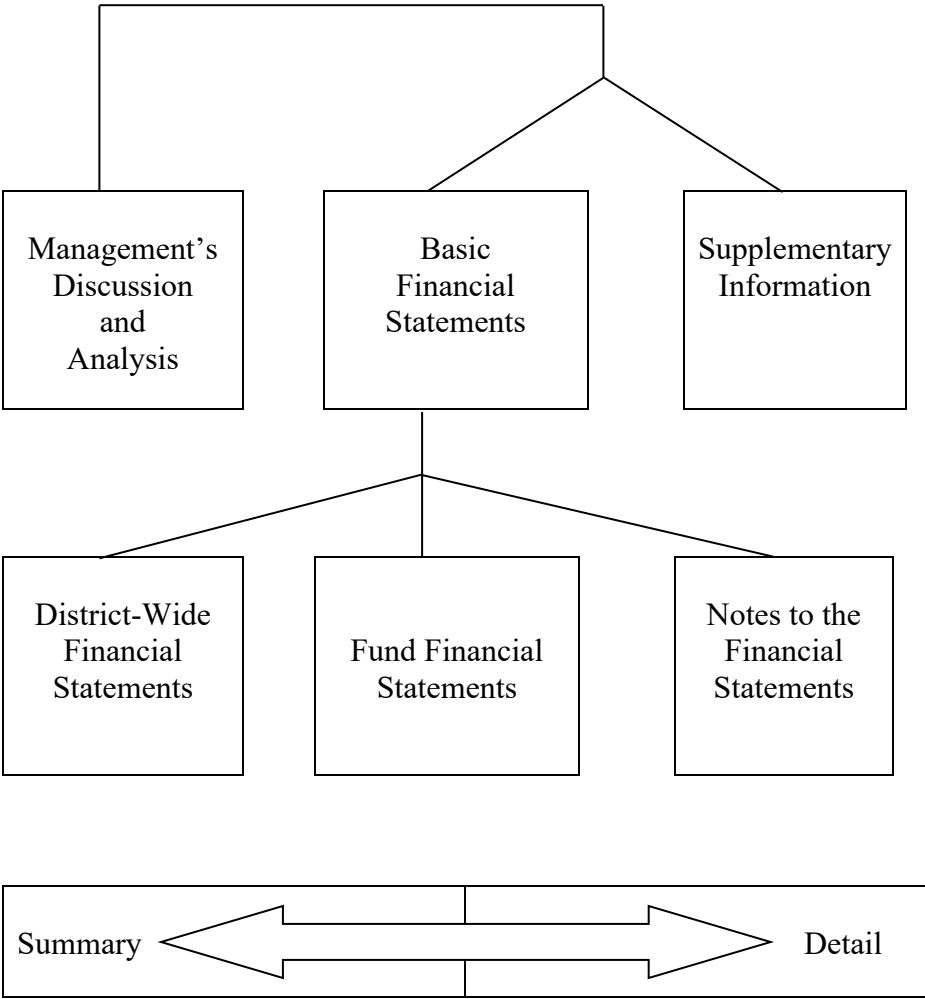 Management’s
Discussion
and
Analysis
Basic
Financial
Statements
Supplementary
Information
District-Wide
Financial
Statements
Fund Financial
Statements
Notes to the
Financial
Statements
Summary
Detail